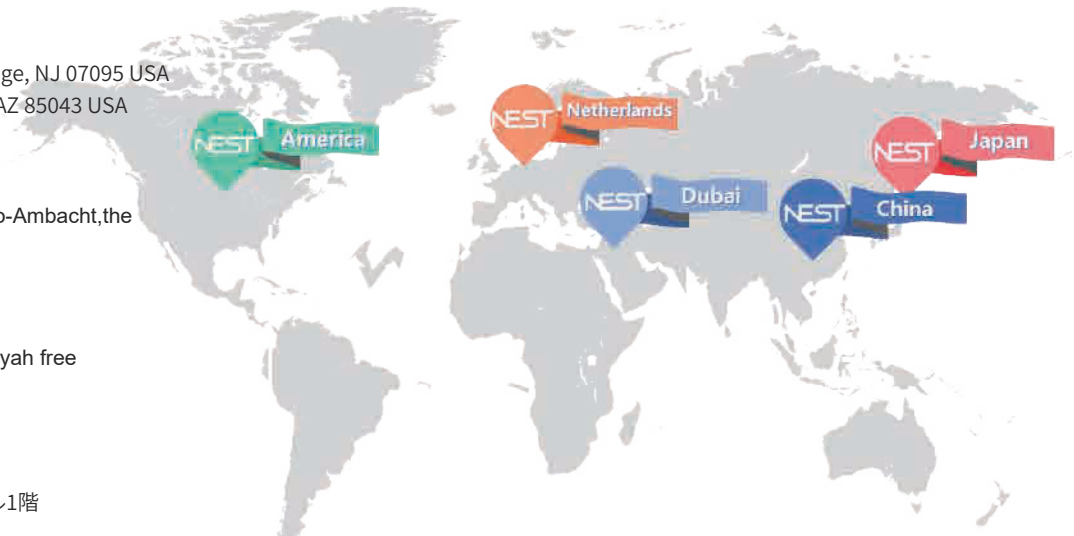 ge, NJ 07095 USA
AZ 85043 USA
NEST America
NEST Netherlands
NEST Japan
NEST Dubai
NEST China
o-Ambacht,the
yah free
ル1階